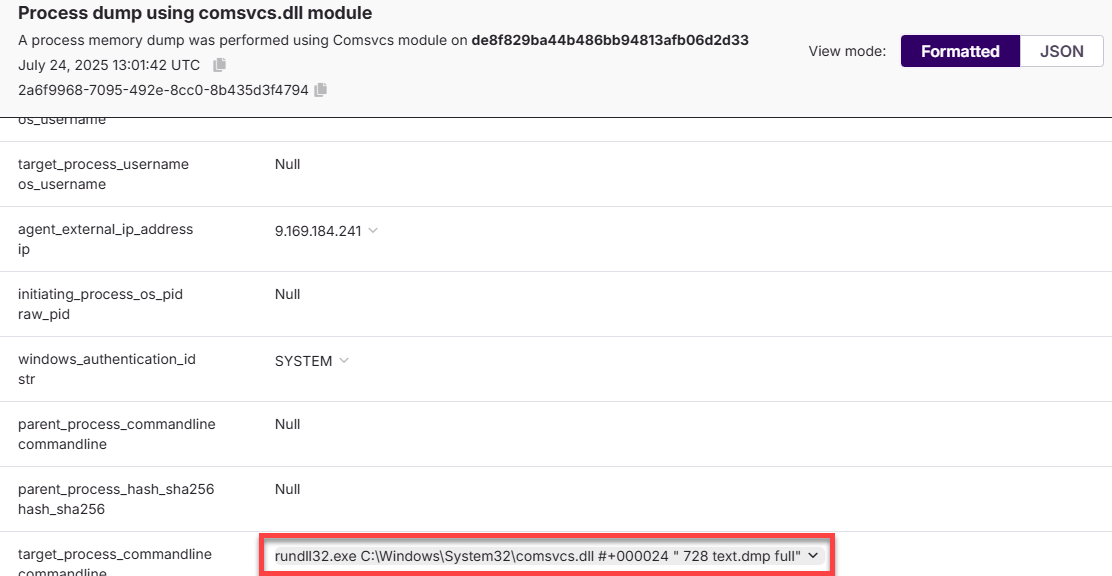 Process dump using comsvcs.dll module
A process memory dump was performed using Comsvcs module on de8f829ba44b486bb94813afb06d2d33
July 24, 2025 13:01:42 UTC
2a6f9968-7095-492e-8cc0-8b435d3f4794
View mode: Formatted JSON
os_username
target_process_username Null
os_username
agent_external_ip_address 9.169.184.241
ip
initiating_process_os_pid Null
raw_pid
windows_authentication_id SYSTEM
str
parent_process_commandline Null
commandline
parent_process_hash_sha256 Null
hash_sha256
target_process_commandline rundll32.exe C:\Windows\System32\comsvcs.dll #+000024 " 728 text.dmp full"
commandline